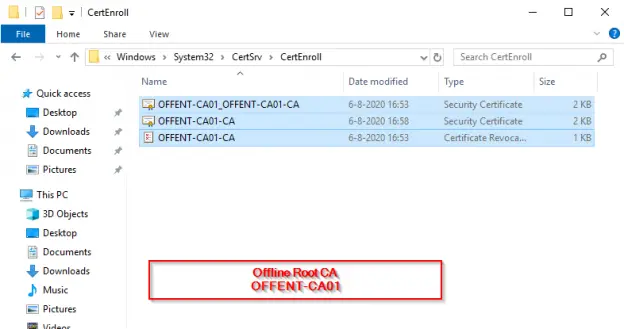 CertEnroll
File
Home
Share
View
« Windows > System32 > CertSrv > CertEnroll
Search CertEnroll
Name
Date modified
Type
Size
OFFENT-CA01_OFFENT-CA01-CA 6-8-2020 16:53 Security Certificate 2 KB
OFFENT-CA01-CA 6-8-2020 16:58 Security Certificate 2 KB
OFFENT-CA01-CA 6-8-2020 16:53 Certificate Revoca... 1 KB
Quick access
Desktop
Downloads
Documents
Pictures
This PC
3D Objects
Desktop
Documents
Downloads
Music
Pictures
Videos
Offline Root CA
OFFENT-CA01